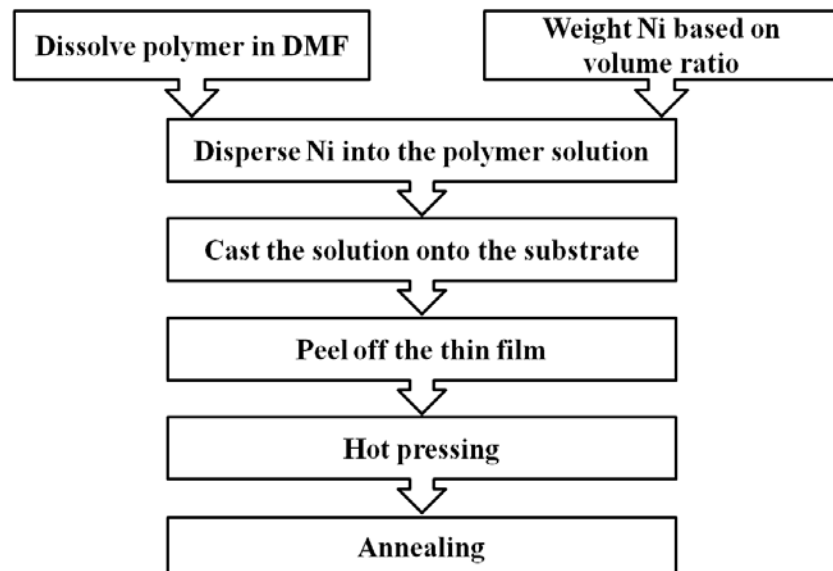 Dissolve polymer in DMF
Weight Ni based on
volume ratio
Disperse Ni into the polymer solution
Cast the solution onto the substrate
Peel off the thin film
Hot pressing
Annealing